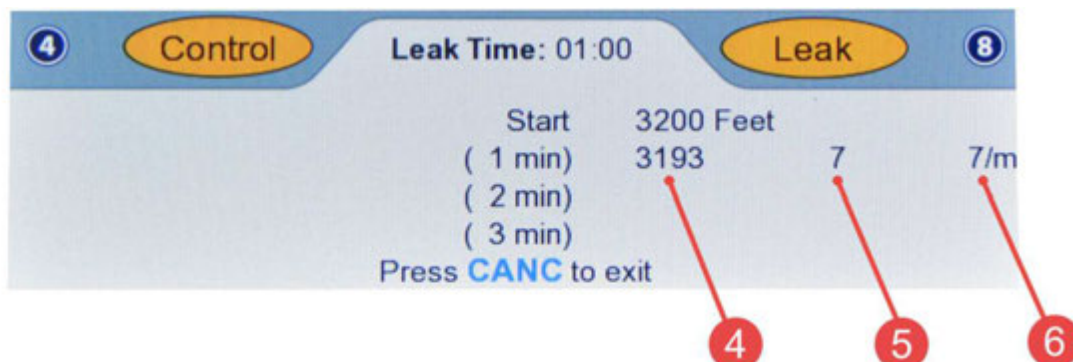 4 Control Leak Time: 01:00 Leak 8
Start 3200 Feet
( 1 min) 3193 7 7/m
( 2 min)
( 3 min)
Press CANC to exit
4 5 6